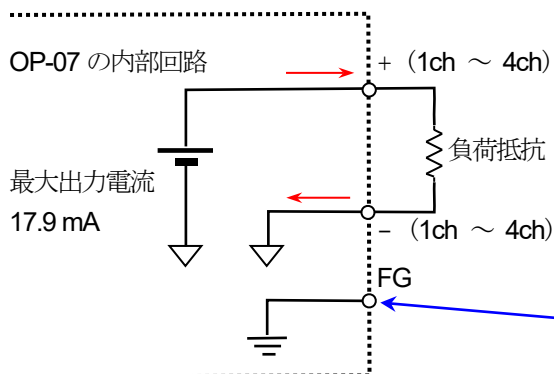 OP-07 の内部回路
+ (1ch ~ 4ch)
負荷抵抗
最大出力電流
17.9 mA
− (1ch ~ 4ch)
FG